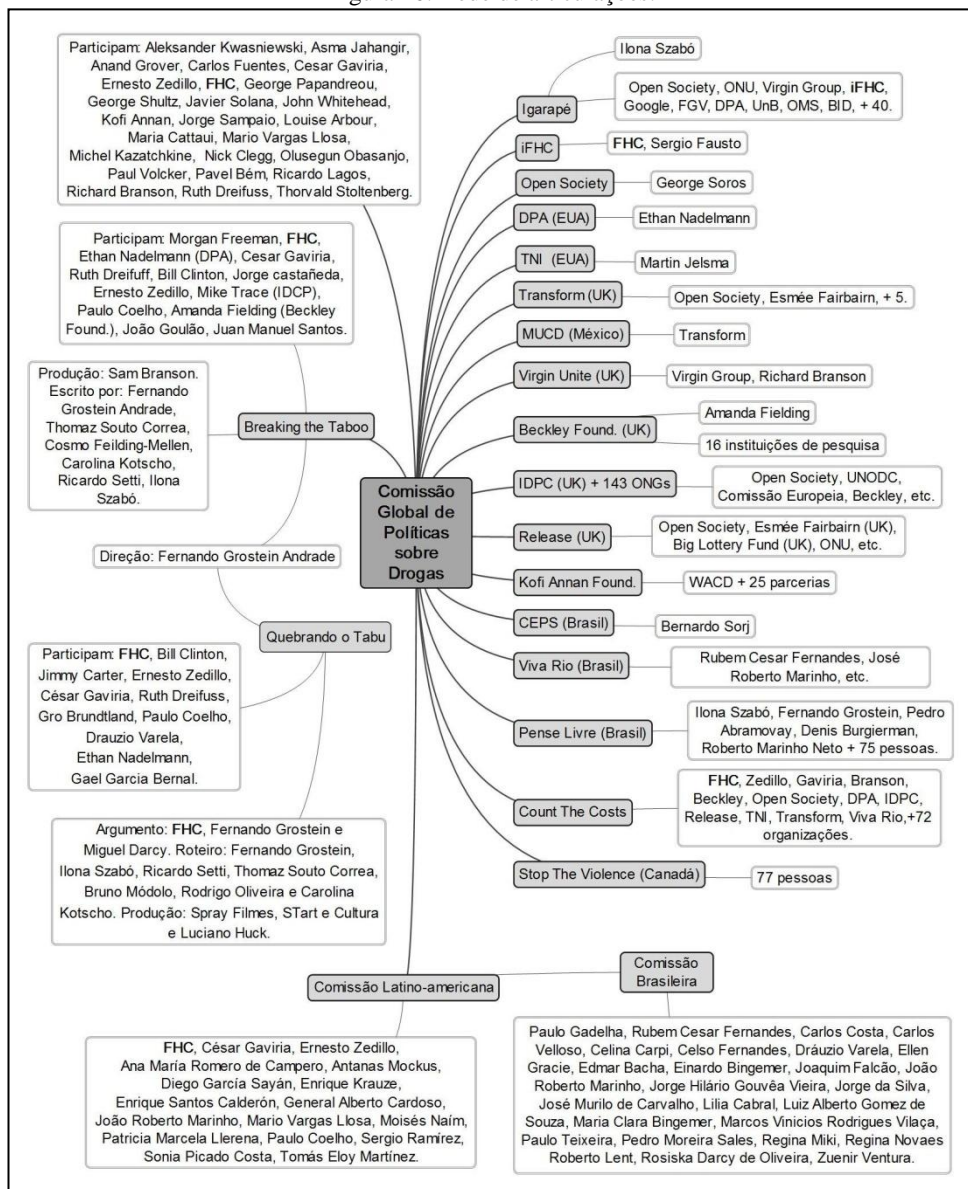 Participam: Aleksander Kwasniewski, Asma Jahangir,
Anand Grover, Carlos Fuentes, Cesar Gaviria,
Ernesto Zedillo, FHC, George Papandreou,
George Shultz, Javier Solana, John Whitehead,
Kofi Annan, Jorge Sampaio, Louise Arbour,
Maria Cattaui, Mario Vargas Llosa,
Michel Kazatchkine, Nick Clegg, Olusegun Obasanjo,
Paul Volcker, Pavel Bém, Ricardo Lagos,
Richard Branson, Ruth Dreifuss, Thorvald Stoltenberg.
Participam: Morgan Freeman, FHC,
Ethan Nadelmann (DPA), Cesar Gaviria,
Ruth Dreifuff, Bill Clinton, Jorge castañeda,
Ernesto Zedillo, Mike Trace (IDCP),
Paulo Coelho, Amanda Fielding (Beckley
Found.), João Goulão, Juan Manuel Santos.
Produção: Sam Branson.
Escrito por: Fernando
Grostein Andrade,
Thomaz Souto Correa,
Cosmo Feilding-Mellen,
Carolina Kotscho,
Ricardo Setti, Ilona
Szabó.
Breaking the Taboo
Direção: Fernando Grostein Andrade
Quebrando o Tabu
Participam: FHC, Bill Clinton,
Jimmy Carter, Ernesto Zedillo,
César Gaviria, Ruth Dreifuss,
Gro Brundtland, Paulo Coelho,
Drauzio Varela,
Ethan Nadelmann,
Gael Garcia Bernal.
Argumento: FHC, Fernando Grostein e
Miguel Darcy. Roteiro: Fernando Grostein,
Ilona Szabó, Ricardo Setti, Thomaz Souto Correa,
Bruno Módolo, Rodrigo Oliveira e Carolina
Kotscho. Produção: Spray Filmes, STart e Cultura
e Luciano Huck.
Comissão
Global de
Políticas
sobre
Drogas
Ilona Szabó
Igarapé
Open Society, ONU, Virgin Group, iFHC,
Google, FGV, DPA, UnB, OMS, BID, + 40.
iFHC
FHC, Sergio Fausto
Open Society
George Soros
DPA (EUA)
Ethan Nadelmann
TNI (EUA)
Martin Jelsma
Transform (UK)
Open Society, Esmée Fairbairn, + 5.
MUCD (México)
Transform
Virgin Unite (UK)
Virgin Group, Richard Branson
Beckley Found. (UK)
Amanda Fielding
16 instituições de pesquisa
IDPC (UK) + 143 ONGs
Open Society, UNODC,
Comissão Europeia, Beckley, etc.
Release (UK)
Open Society, Esmée Fairbairn (UK),
Big Lottery Fund (UK), ONU, etc.
Kofi Annan Found.
WACD + 25 parcerias
CEPS (Brasil)
Bernardo Sorj
Viva Rio (Brasil)
Rubem Cesar Fernandes, José
Roberto Marinho, etc.
Pense Livre (Brasil)
Ilona Szabó, Fernando Grostein, Pedro
Abramovay, Denis Burgierman,
Roberto Marinho Neto + 75 pessoas.
Count The Costs
FHC, Zedillo, Gaviria, Branson,
Beckley, Open Society, DPA, IDPC,
Release, TNI, Transform, Viva Rio,+72
organizações.
Stop The Violence (Canadá)
77 pessoas
Comissão Latino-americana
Comissão
Brasileira
FHC, César Gaviria, Ernesto Zedillo,
Ana María Romero de Campero, Antanas Mockus,
Diego García Sayán, Enrique Krauze,
Enrique Santos Calderón, General Alberto Cardoso,
João Roberto Marinho, Mario Vargas Llosa, Moisés Naím,
Patricia Marcela Llerena, Paulo Coelho, Sergio Ramírez,
Sonia Picado Costa, Tomás Eloy Martínez.
Paulo Gadelha, Rubem Cesar Fernandes, Carlos Costa, Carlos
Velloso, Celina Carpi, Celso Fernandes, Dráuzio Varela, Ellen
Gracie, Edmar Bacha, Einardo Bingemer, Joaquim Falcão, João
Roberto Marinho, Jorge Hilário Gouvêa Vieira, Jorge da Silva,
José Murilo de Carvalho, Lilia Cabral, Luiz Alberto Gomez de
Souza, Maria Clara Bingemer, Marcos Vinicios Rodrigues Vilaça,
Paulo Teixeira, Pedro Moreira Sales, Regina Miki, Regina Novaes
Roberto Lent, Rosiska Darcy de Oliveira, Zuenir Ventura.